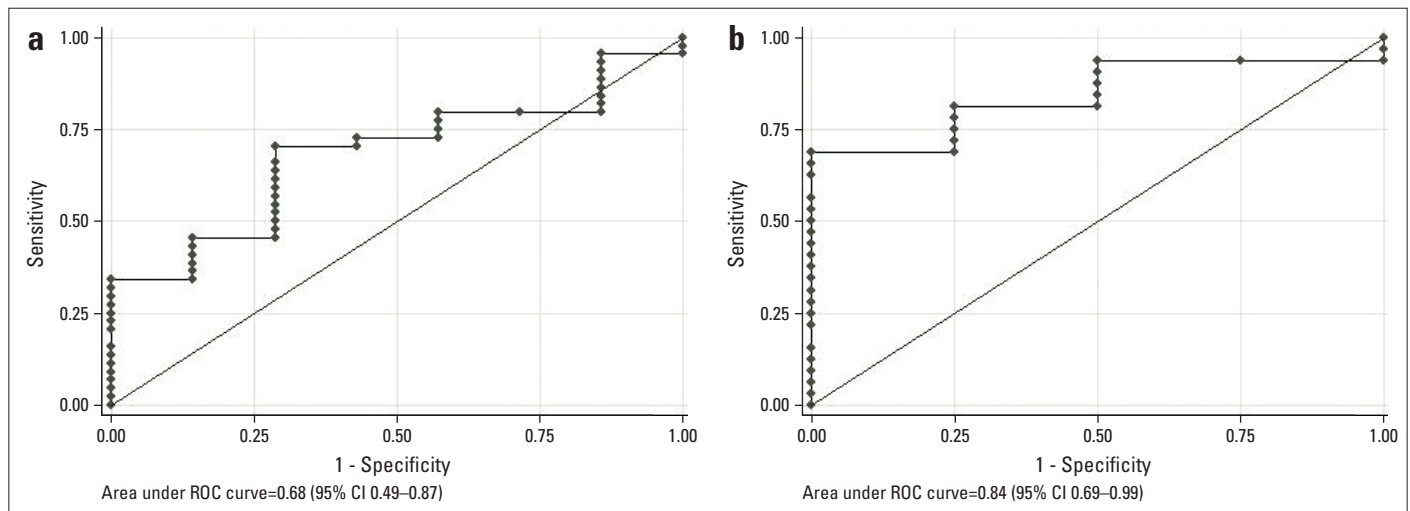 a
1.00
0.75
0.50
0.25
0.00
Sensitivity
0.00 0.25 0.50 0.75 1.00
1 - Specificity
Area under ROC curve=0.68 (95% CI 0.49–0.87)
b
1.00
0.75
0.50
0.25
0.00
Sensitivity
0.00 0.25 0.50 0.75 1.00
1 - Specificity
Area under ROC curve=0.84 (95% CI 0.69–0.99)